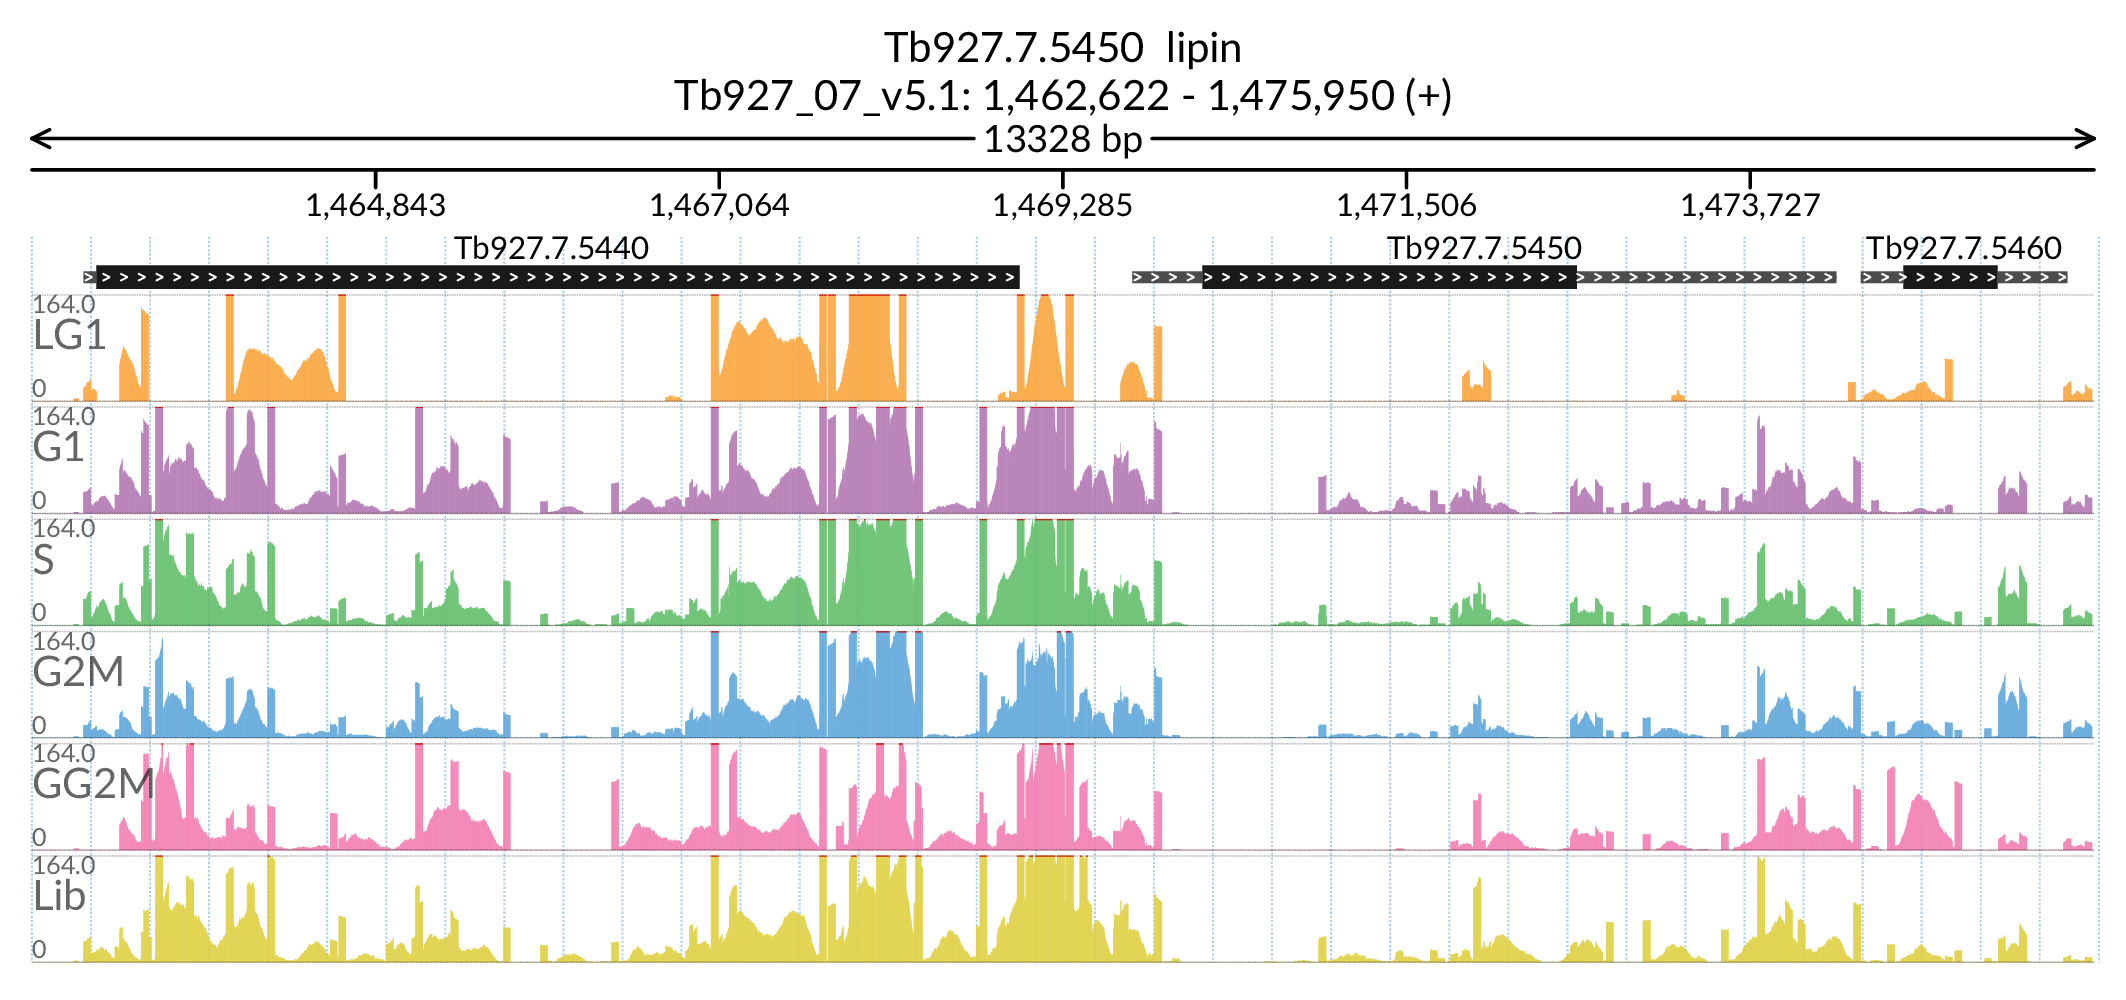 Tb927.7.5450 lipin
Tb927_07_v5.1: 1,462,622 - 1,475,950 (+)
13328 bp
1,464,843 1,467,064 1,469,285 1,471,506 1,473,727
Tb927.7.5440 Tb927.7.5450 Tb927.7.5460
164.0
LG1
0
164.0
G1
0
164.0
S
0
164.0
G2M
0
164.0
GG2M
0
164.0
Lib
0